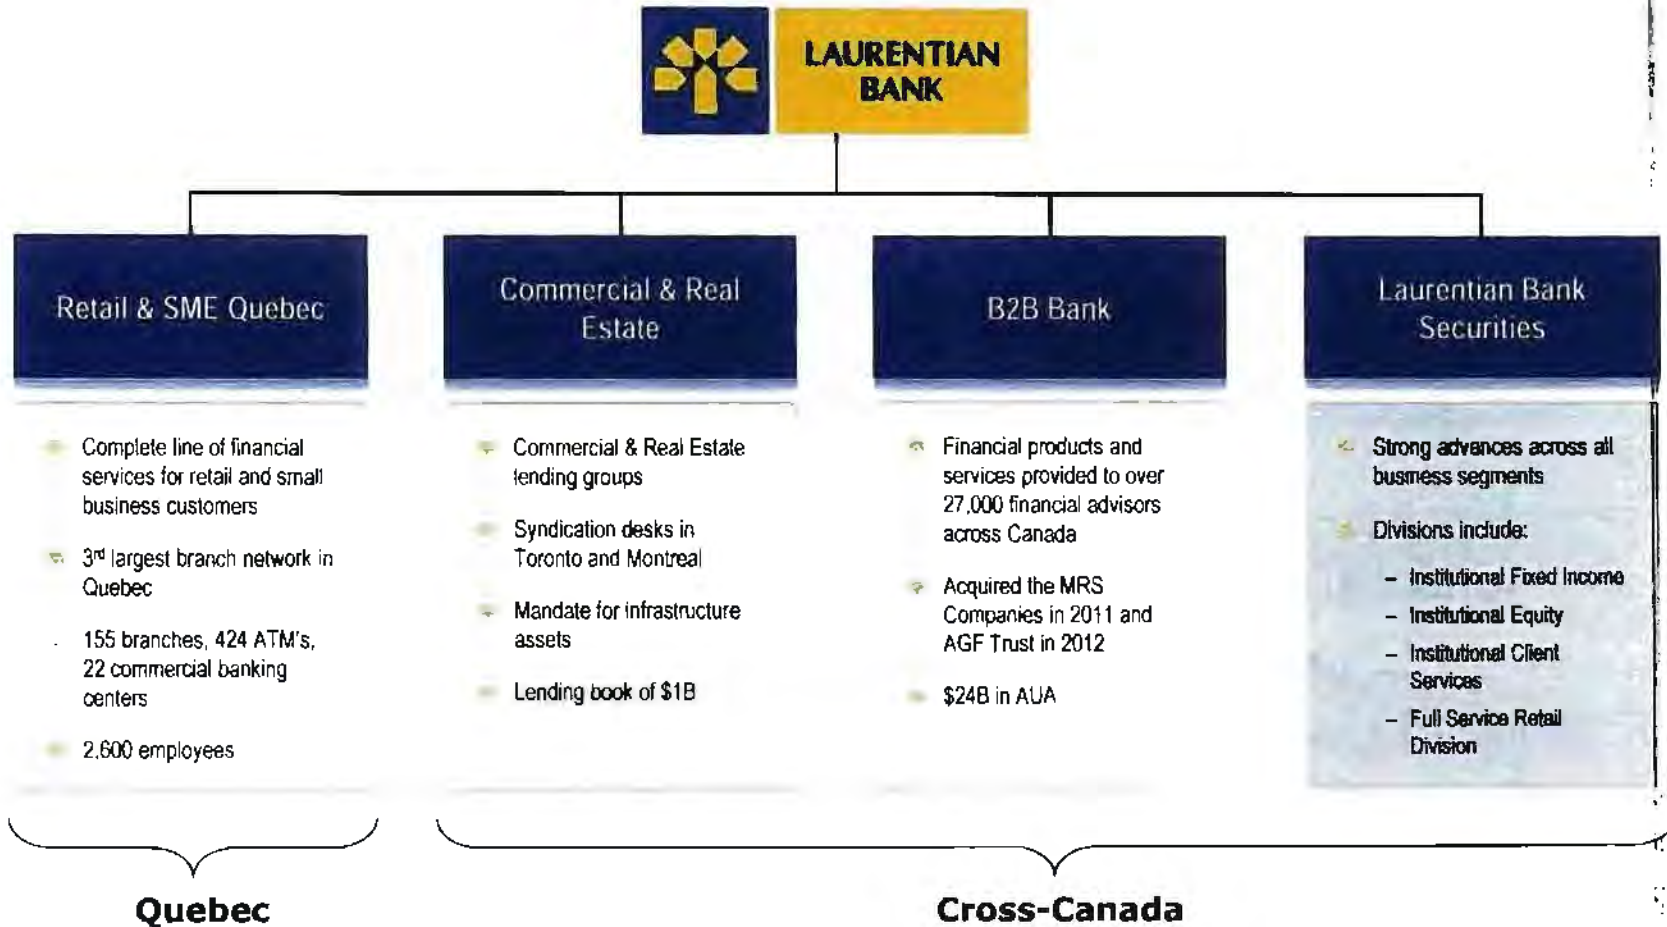 LAURENTIAN
BANK
Retail & SME Quebec
Complete line of financial
services for retail and small
business customers
3rd largest branch network in
Quebec
155 branches, 424 ATM's,
22 commercial banking
centers
2,600 employees
Commercial & Real
Estate
Commercial & Real Estate
lending groups
Syndication desks in
Toronto and Montreal
Mandate for infrastructure
assets
Lending book of $1B
B2B Bank
Financial products and
services provided to over
27,000 financial advisors
across Canada
Acquired the MRS
Companies in 2011 and
AGF Trust in 2012
$24B in AUA
Laurentian Bank
Securities
Strong advances across all
business segments
Divisions include:
– Institutional Fixed Income
– Institutional Equity
– Institutional Client
Services
– Full Service Retail
Division
Quebec
Cross-Canada